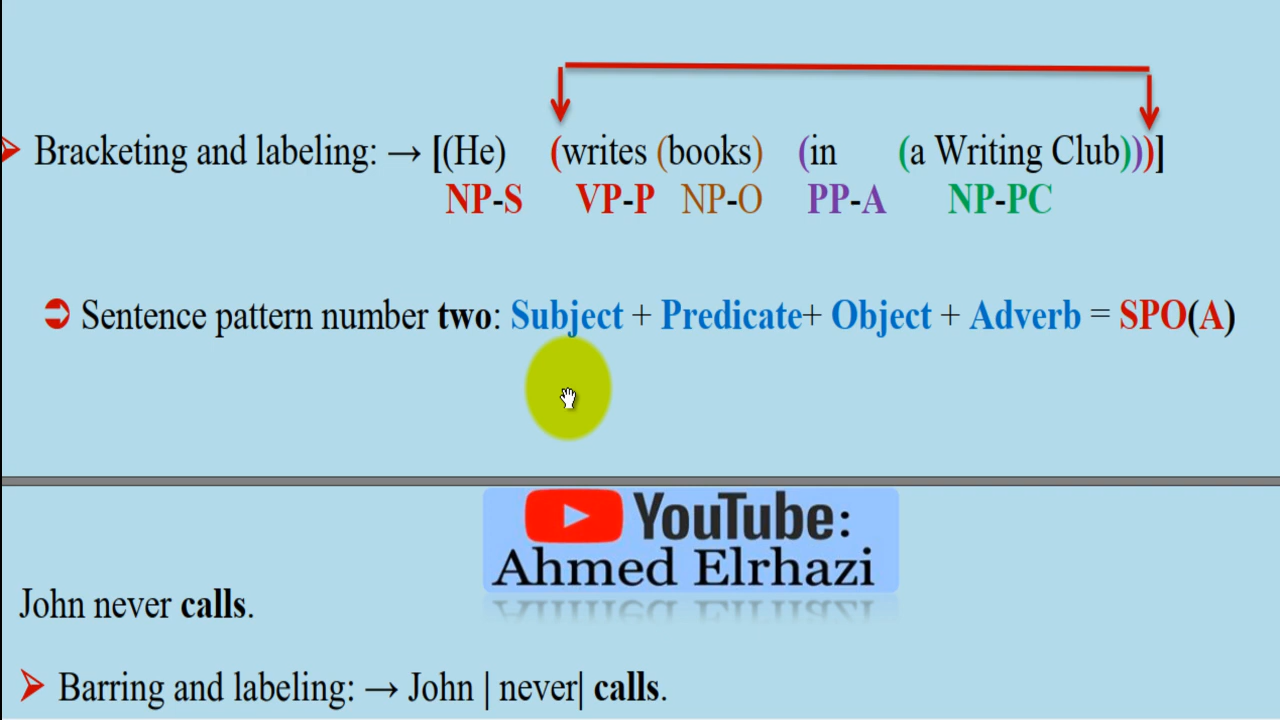 Bracketing and labeling: → [(He) (writes (books) (in (a Writing Club)))]
NP-S VP-P NP-O PP-A NP-PC
Sentence pattern number two: Subject + Predicate+ Object + Adverb = SPO(A)
YouTube:
Ahmed Elrhazi
John never calls.
Barring and labeling: → John | never| calls.